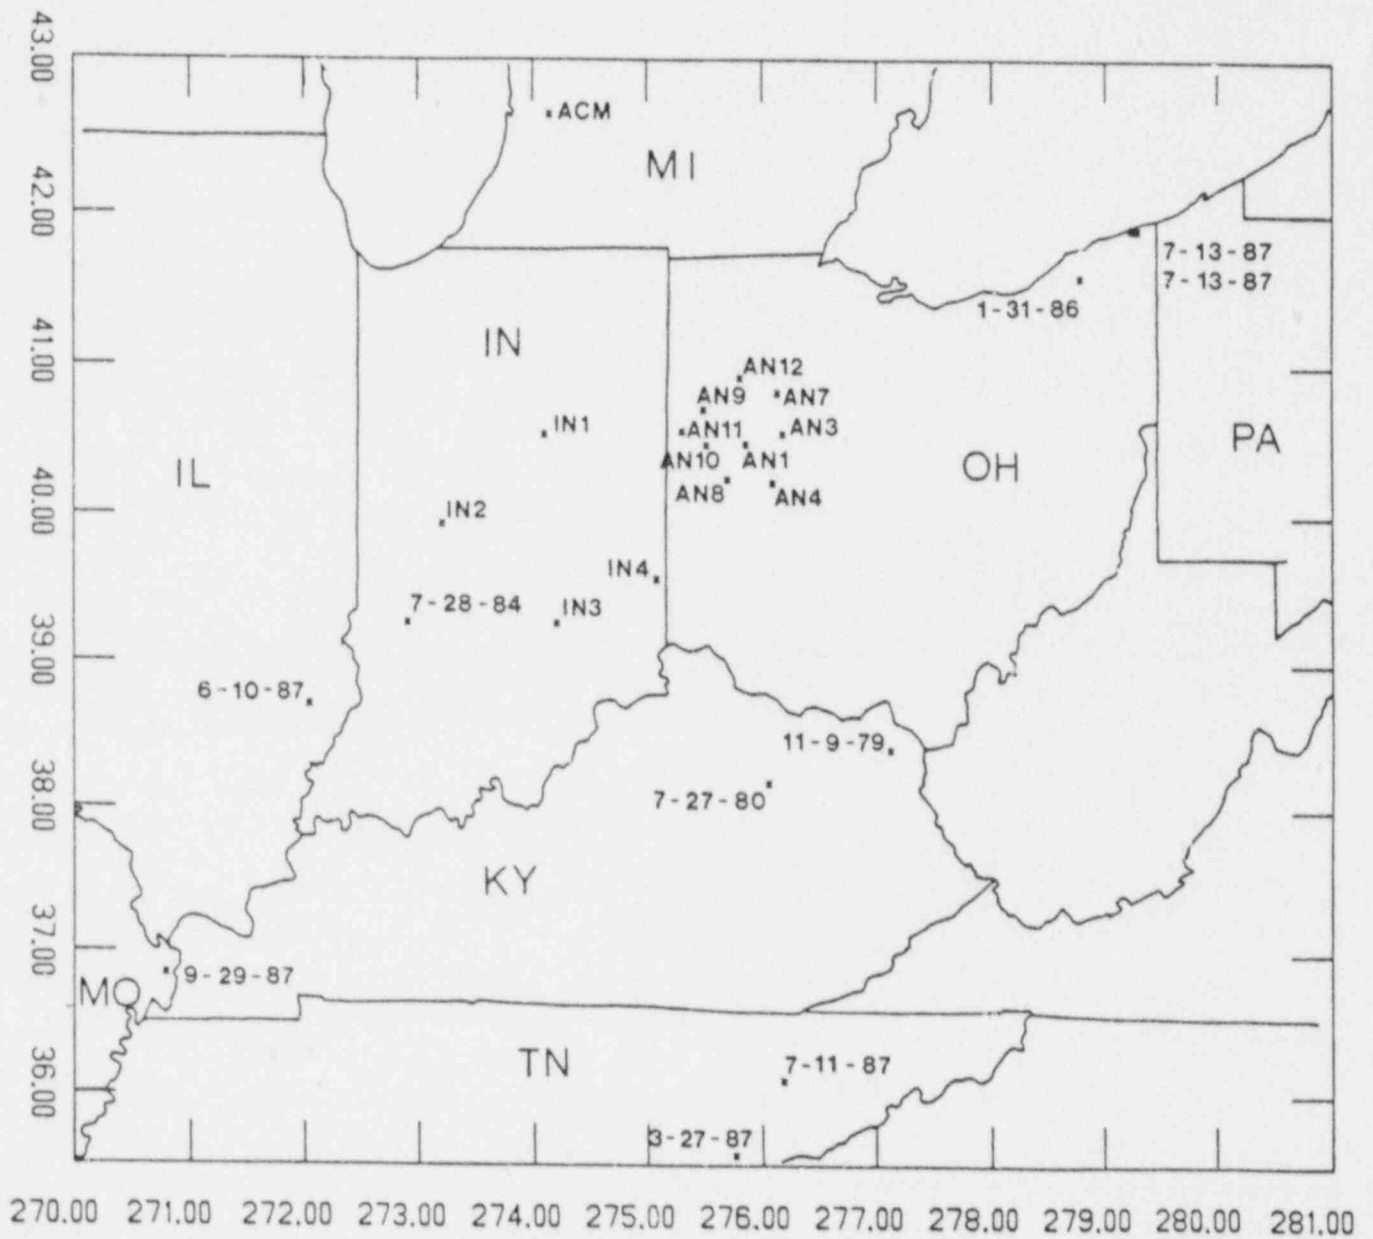 43.00
ACM
MI
42.00
7-13-87
7-13-87
1-31-86
41.00
IN
AN12
AN9
AN7
IN1
AN11
AN3
PA
IL
AN10
AN1
OH
AN8
AN4
40.00
IN2
IN4
7-28-84
IN3
39.00
6-10-87
11-9-79
38.00
7-27-80
KY
37.00
9-29-87
MO
TN
7-11-87
36.00
3-27-87
270.00 271.00 272.00 273.00 274.00 275.00 276.00 277.00 278.00 279.00 280.00 281.00